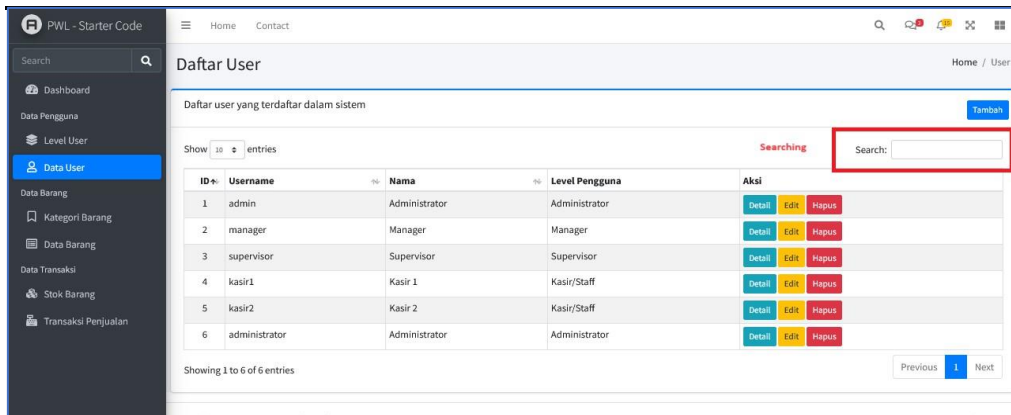 PWL - Starter Code
Home Contact
8
15
Search
Daftar User
Home / User
Dashboard
Data Pengguna
Level User
Data User
Data Barang
Kategori Barang
Data Barang
Data Transaksi
Stok Barang
Transaksi Penjualan
Daftar user yang terdaftar dalam sistem
Tambah
Show 10 entries
Searching
Search:
ID Username Nama Level Pengguna Aksi
1 admin Administrator Administrator Detail Edit Hapus
2 manager Manager Manager Detail Edit Hapus
3 supervisor Supervisor Supervisor Detail Edit Hapus
4 kasir1 Kasir 1 Kasir/Staff Detail Edit Hapus
5 kasir2 Kasir 2 Kasir/Staff Detail Edit Hapus
6 administrator Administrator Administrator Detail Edit Hapus
Showing 1 to 6 of 6 entries
Previous 1 Next